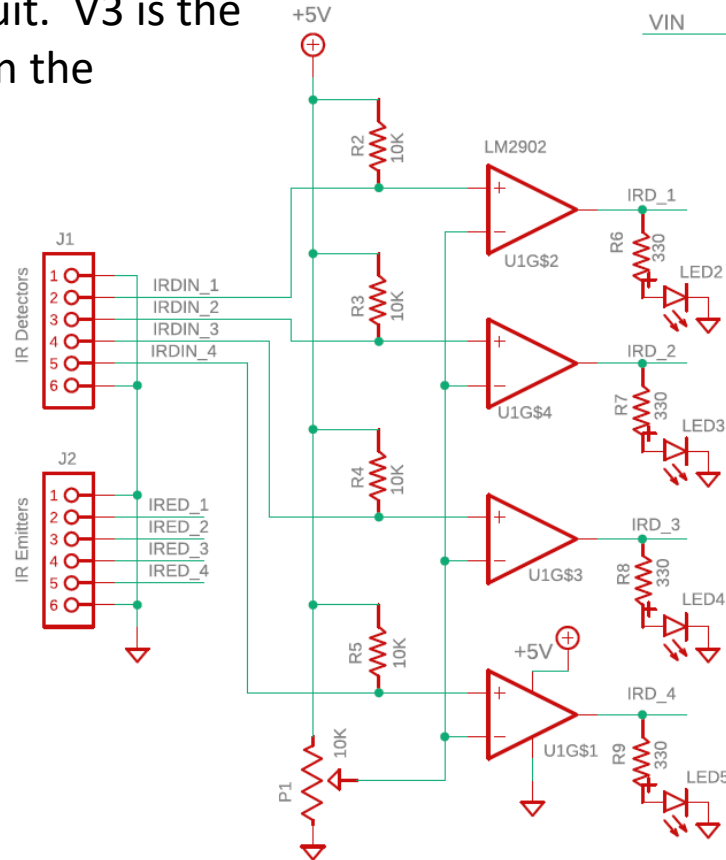 uit. V3 is the
n the
+5V
VIN
R2
10K
LM2902
+
−
U1G$2
IRD_1
R6
330
+
LED2
J1
IR Detectors
1
2
3
4
5
6
IRDIN_1
IRDIN_2
IRDIN_3
IRDIN_4
R3
10K
+
−
U1G$4
IRD_2
R7
330
+
LED3
J2
IR Emitters
1
2
3
4
5
6
IRED_1
IRED_2
IRED_3
IRED_4
R4
10K
+
−
U1G$3
IRD_3
R8
330
+
LED4
R5
10K
+5V
+
−
U1G$1
IRD_4
R9
330
+
LED5
P1
10K